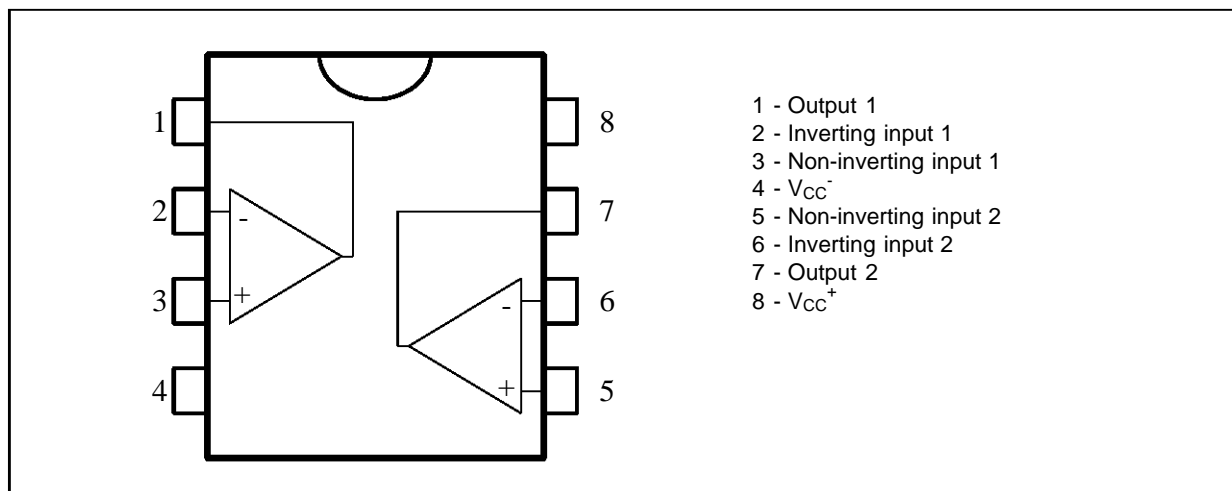 1 8
2 - + 7
3 - + 6
4 5
1 - Output 1
2 - Inverting input 1
3 - Non-inverting input 1
4 - VCC-
5 - Non-inverting input 2
6 - Inverting input 2
7 - Output 2
8 - VCC+